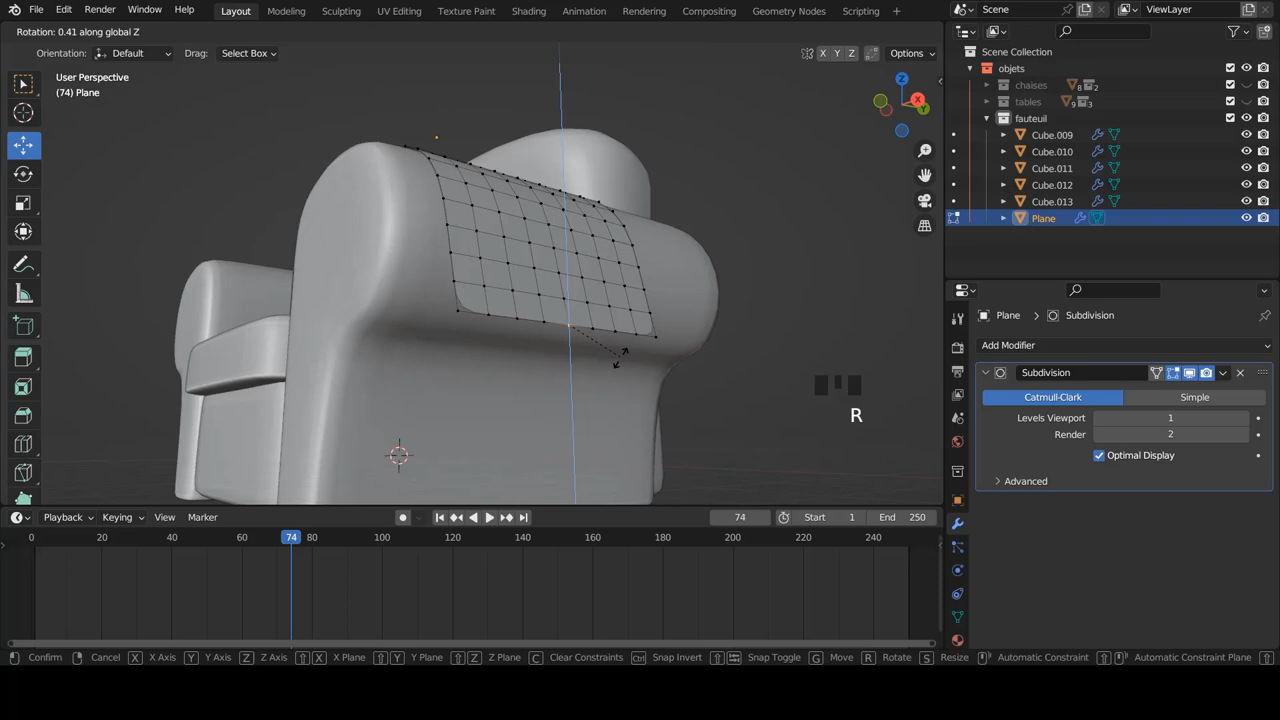 File Edit Render Window Help Layout Modeling Sculpting UV Editing Texture Paint Shading Animation Rendering Compositing Geometry Nodes Scripting Scene ViewLayer
Rotation: 0.41 along global Z
Orientation: Default Drag: Select Box X Y Z Options
User Perspective
(74) Plane
Z
X
Y
R
Scene Collection
objets
chaises 8 2
tables 9 3
fauteuil
Cube.009
Cube.010
Cube.011
Cube.012
Cube.013
Plane
Plane Subdivision
Add Modifier
Subdivision
Catmull-Clark Simple
Levels Viewport 1
Render 2
Optimal Display
Advanced
Playback Keying View Marker 74 Start 1 End 250
0 20 40 60 74 80 100 120 140 160 180 200 220 240
Confirm Cancel X X Axis Y Y Axis Z Z Axis X X Plane Y Y Plane Z Z Plane C Clear Constraints Ctrl Snap Invert Snap Toggle G Move R Rotate S Resize Automatic Constraint Automatic Constraint Plane